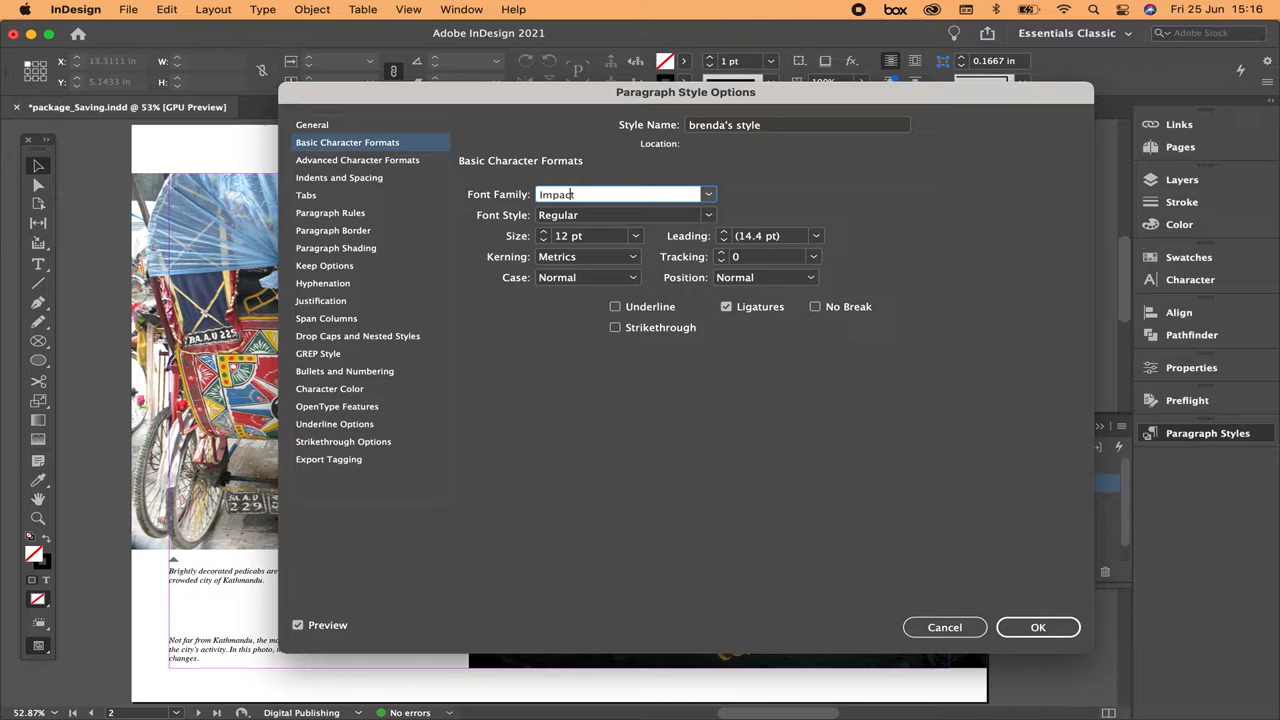 InDesign File Edit Layout Type Object Table View Window Help box Fri 25 Jun 15:16
Adobe InDesign 2021 Essentials Classic Adobe Stock
X: 13.3111 in W: 1 pt fx. 0.1667 in
Y: 5.1433 in H: 100%
*package_Saving.indd @ 53% [GPU Preview]
Paragraph Style Options
General
Basic Character Formats
Advanced Character Formats
Indents and Spacing
Tabs
Paragraph Rules
Paragraph Border
Paragraph Shading
Keep Options
Hyphenation
Justification
Span Columns
Drop Caps and Nested Styles
GREP Style
Bullets and Numbering
Character Color
OpenType Features
Underline Options
Strikethrough Options
Export Tagging
Style Name: brenda's style
Location:
Basic Character Formats
Font Family: Impact
Font Style: Regular
Size: 12 pt Leading: (14.4 pt)
Kerning: Metrics Tracking: 0
Case: Normal Position: Normal
Underline Ligatures No Break
Strikethrough
Preview
Cancel OK
Links
Pages
Layers
Stroke
Color
Swatches
Character
Align
Pathfinder
Properties
Preflight
Paragraph Styles
BA.A.U
229
BA.A.U
229
Brightly decorated pedicabs are
crowded city of Kathmandu.
Not far from Kathmandu, the mo
the city's activity. In this photo,
changes.
52.87% 2 Digital Publishing No errors